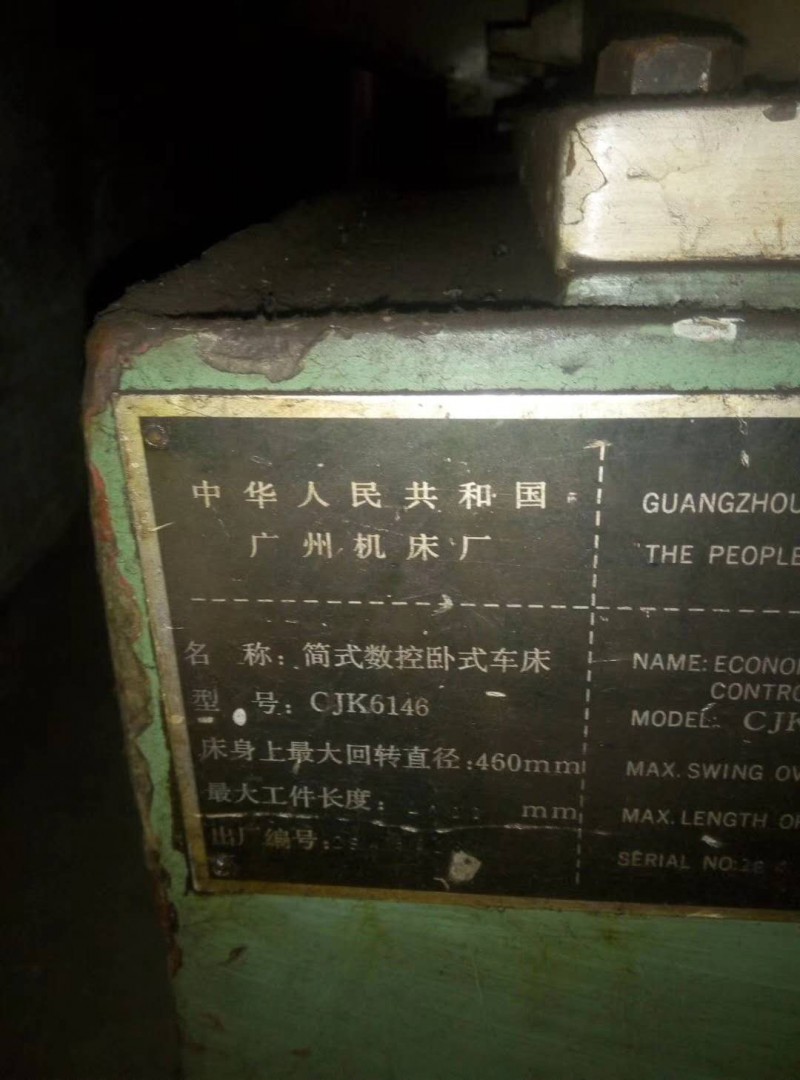 中华人民共和国
广州机床厂
名 称：简式数控卧式车床
型 号：CJK6146
床身上最大回转直径：460mm
最大工件长度： mm
出厂编号：
GUANGZHOU
THE PEOPLE
NAME: ECONO
CONTRO
MODEL: CJK
MAX. SWING OV
MAX. LENGTH OF
SERIAL NO: